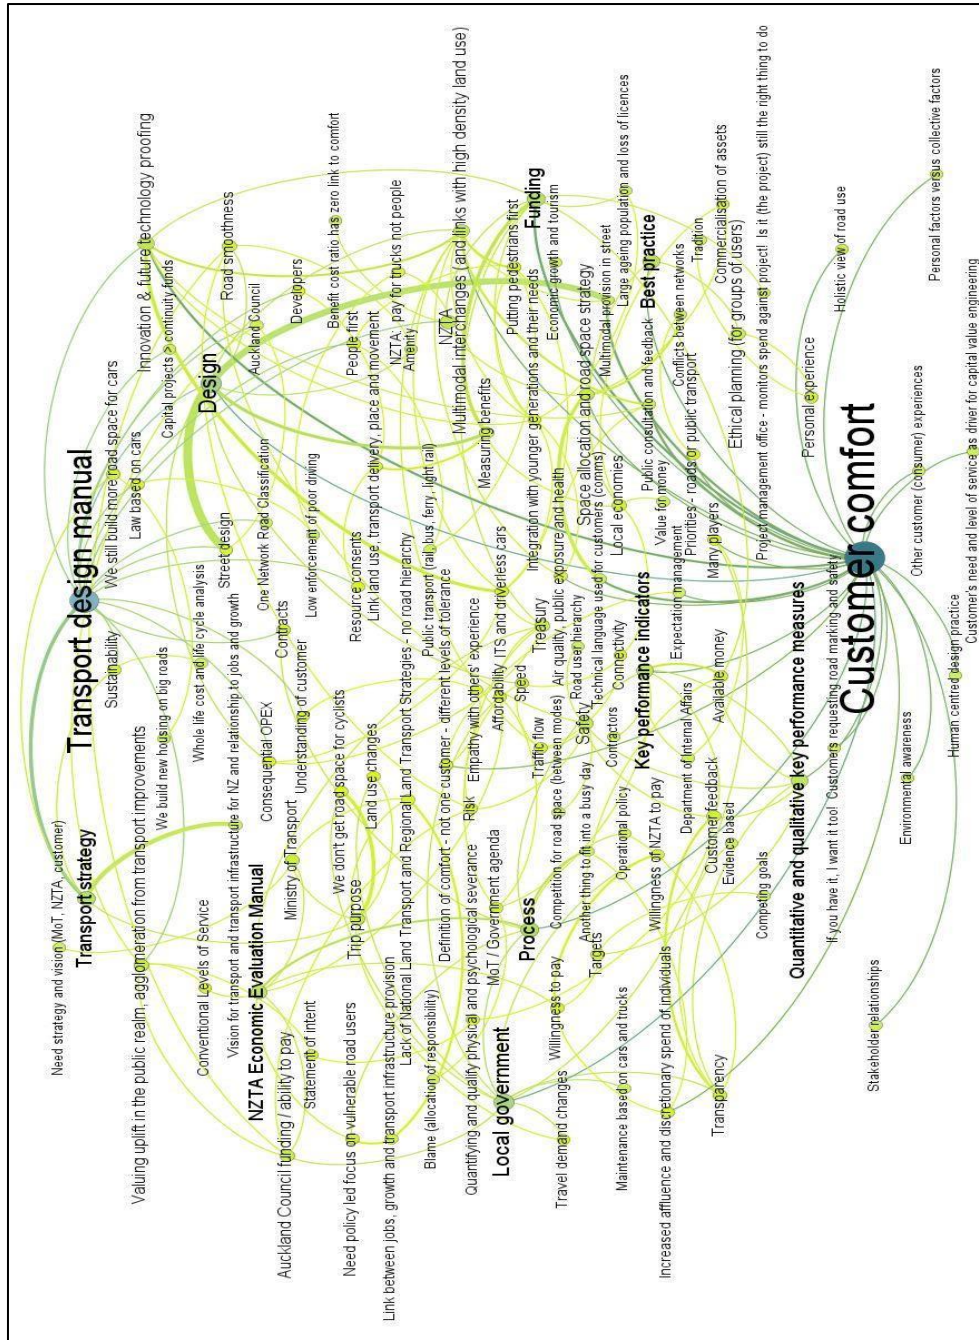 Need strategy and vision (MoT, NZTA, customer)
Transport strategy
Transport design manual
Valuing uplift in the public realm, agglomeration from transport improvements
Sustainability
We still build more road space for cars
Innovation & future technology proofing
Law based on cars
We build new housing on big roads
Capital projects > continuity funds
Conventional Levels of Service
Whole life cost and life cycle analysis
Design
Street design
Road smoothness
Vision for transport and transport infrastructure for NZ and relationship to jobs and growth
Auckland Council
NZTA Economic Evaluation Manual
Consequential OPEX
One Network Road Classification
Auckland Council funding / ability to pay
Ministry of Transport
Contracts
Developers
Statement of intent
Understanding of customer
Low enforcement of poor driving
Benefit cost ratio has zero link to comfort
We don't get road space for cyclists
Need policy led focus on vulnerable road users
Trip purpose
Resource consents
People first
Land use changes
Link land use, transport delivery, place and movement
Link between jobs, growth and transport infrastructure provision
NZTA: pay for trucks not people
Lack of National Land Transport and Regional Land Transport Strategies - no road hierarchy
Amenity
Blame (allocation of responsibility)
Public transport (rail, bus, ferry, light rail)
Definition of comfort - not one customer - different levels of tolerance
NZTA
Multimodal interchanges (and links with high density land use)
Quantifying and qualify physical and psychological severance
Risk
Empathy with others' experience
Measuring benefits
MoT / Government agenda
Affordability ITS and driverless cars
Local government
Putting pedestrians first
Speed
Process
Integration with younger generations and their needs
Funding
Treasury
Traffic flow
Economic growth and tourism
Willingness to pay
Competition for road space (between modes)
Air quality, public exposure and health
Travel demand changes
Road user hierarchy
Another thing to fit into a busy day
Safety
Space allocation and road space strategy
Targets
Technical language used for customers (comms)
Multimodal provision in street
Contractors
Connectivity
Local economies
Large ageing population and loss of licences
Maintenance based on cars and trucks
Operational policy
Key performance indicators
Public consultation and feedback
Best practice
Willingness of NZTA to pay
Value for money
Increased affluence and discretionary spend of individuals
Expectation management
Conflicts between networks
Department of Internal Affairs
Priorities - roads or public transport
Tradition
Customer feedback
Many players
Transparency
Available money
Commercialisation of assets
Evidence based
Ethical planning (for groups of users)
Competing goals
Project management office - monitors spend against project! Is it (the project) still the right thing to do
Quantitative and qualitative key performance measures
Personal experience
If you have it, I want it too! Customers requesting road marking and safety
Holistic view of road use
Customer comfort
Stakeholder relationships
Environmental awareness
Other customer (consumer) experiences
Personal factors versus collective factors
Human centred design practice
Customer's need and level of service as driver for capital value engineering